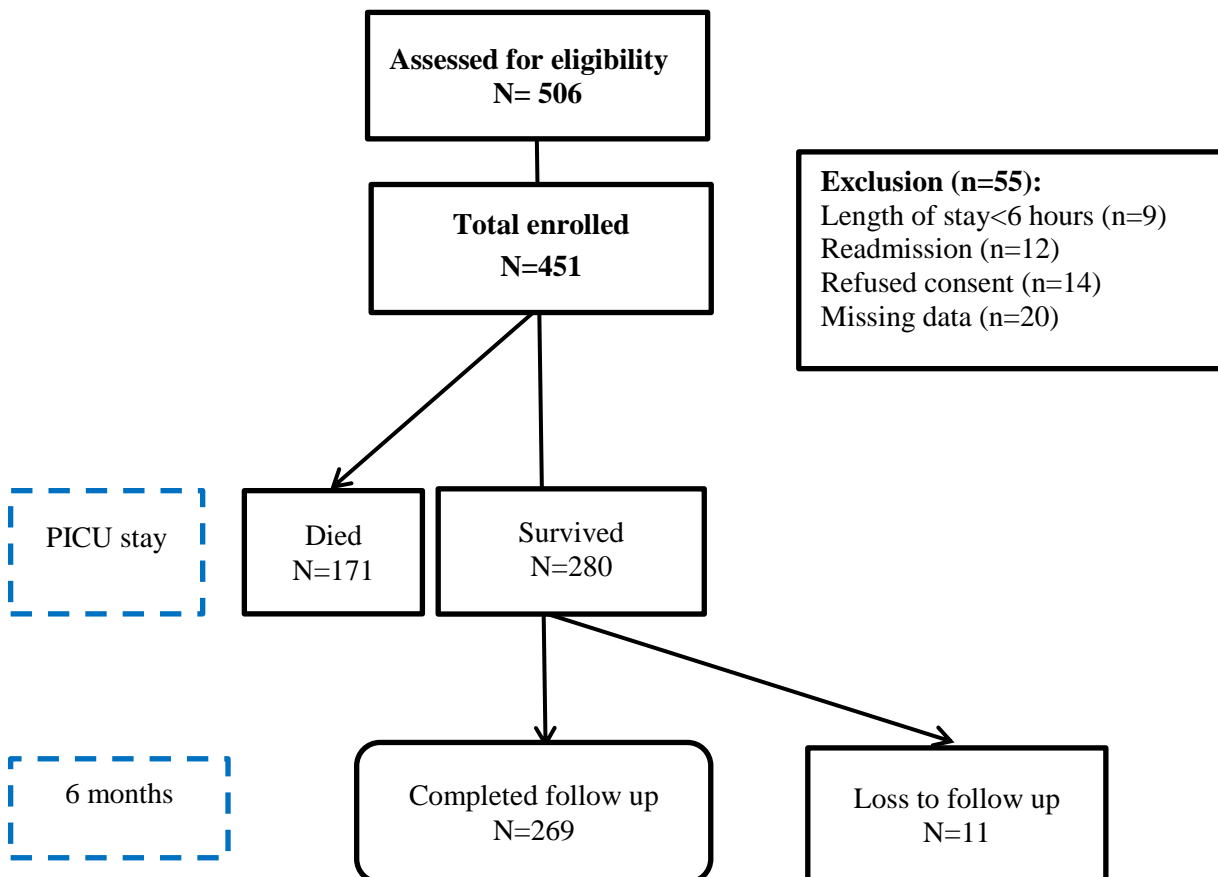 Assessed for eligibility
N= 506
Total enrolled
N=451
Exclusion (n=55):
Length of stay<6 hours (n=9)
Readmission (n=12)
Refused consent (n=14)
Missing data (n=20)
PICU stay
Died
N=171
Survived
N=280
6 months
Completed follow up
N=269
Loss to follow up
N=11